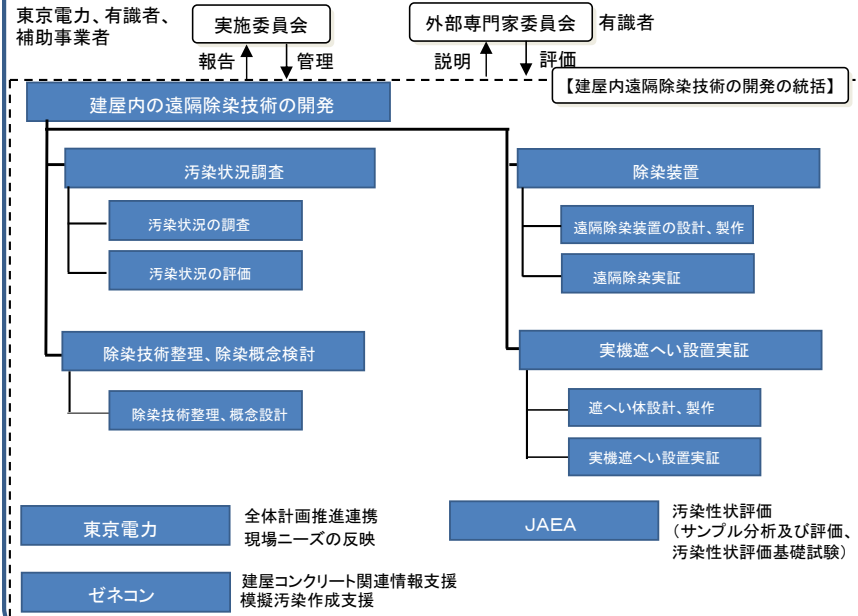 東京電力、有識者、
補助事業者
実施委員会
外部専門家委員会
有識者
報告
管理
説明
評価
【建屋内遠隔除染技術の開発の統括】
建屋内の遠隔除染技術の開発
汚染状況調査
汚染状況の調査
汚染状況の評価
除染技術整理、除染概念検討
除染技術整理、概念設計
除染装置
遠隔除染装置の設計、製作
遠隔除染実証
実機遮へい設置実証
遮へい体設計、製作
実機遮へい設置実証
東京電力
全体計画推進連携
現場ニーズの反映
JAEA
汚染性状評価
(サンプル分析及び評価、
汚染性状評価基礎試験)
ゼネコン
建屋コンクリート関連情報支援
模擬汚染作成支援